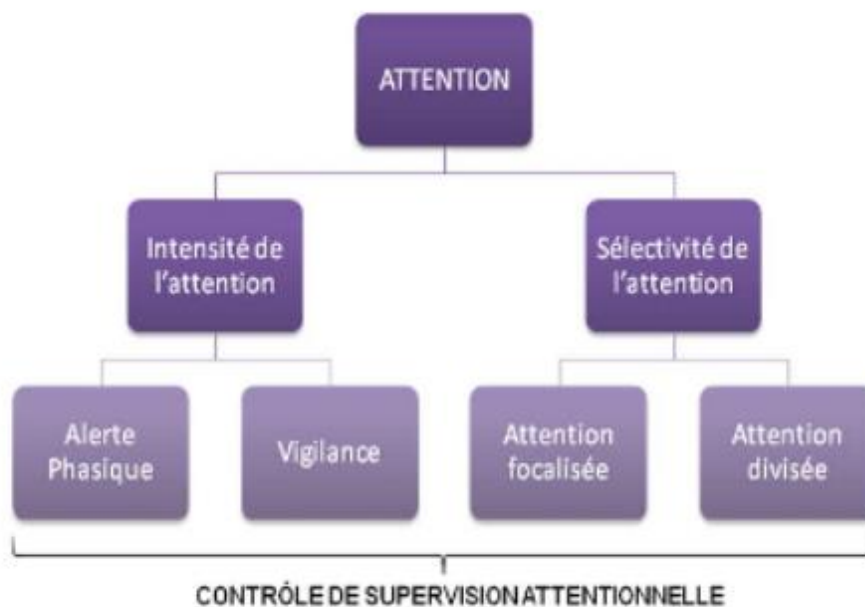 ATTENTION
Intensité de
l'attention
Sélectivité de
l'attention
Alerte
Phasique
Vigilance
Attention
focalisée
Attention
divisée
CONTRÔLE DE SUPERVISION ATTENTIONNELLE